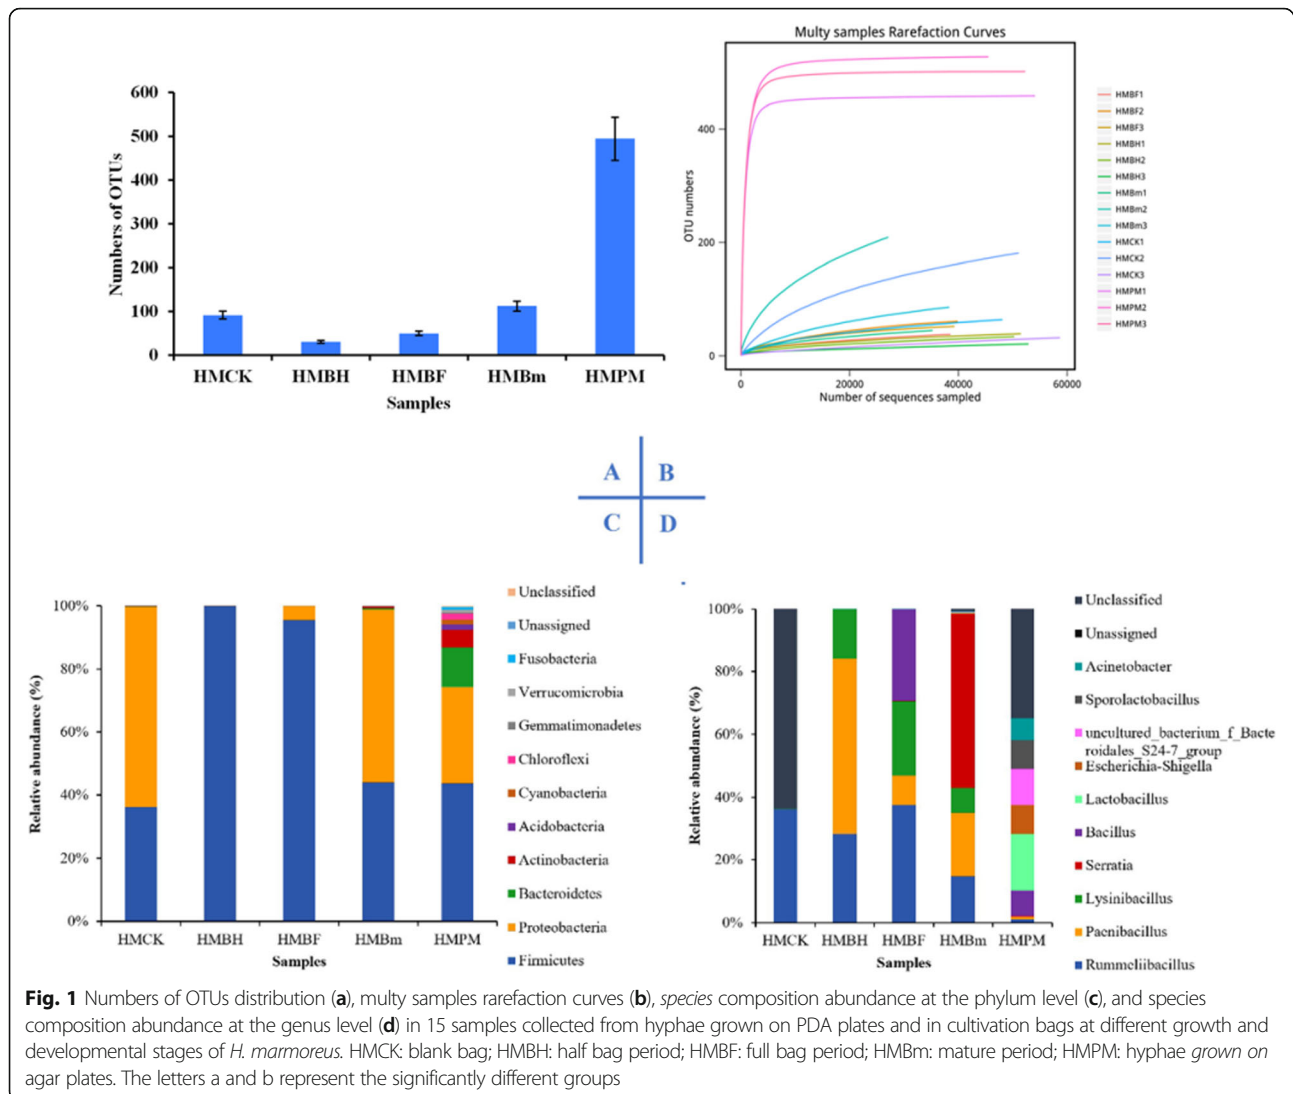 Numbers of OTUs
600
500
400
300
200
100
0
HMCK HMBH HMBF HMBm HMPM
Samples
Multy samples Rarefaction Curves
OTU numbers
400
200
0
0 20000 40000 60000
Number of sequences sampled
HMBF1
HMBF2
HMBF3
HMBH1
HMBH2
HMBH3
HMBm1
HMBm2
HMBm3
HMCK1
HMCK2
HMCK3
HMPM1
HMPM2
HMPM3
A B
C D
Relative abundance (%)
100%
80%
60%
40%
20%
0%
HMCK HMBH HMBF HMBm HMPM
Samples
Unclassified
Unassigned
Fusobacteria
Verrucomicrobia
Gemmatimonadetes
Chloroflexi
Cyanobacteria
Acidobacteria
Actinobacteria
Bacteroidetes
Proteobacteria
Firmicutes
Relative abundance (%)
100%
80%
60%
40%
20%
0%
HMCK HMBH HMBF HMBm HMPM
Samples
Unclassified
Unassigned
Acinetobacter
Sporolactobacillus
uncultured_bacterium_f_Bacte
roidales_S24-7_group
Escherichia-Shigella
Lactobacillus
Bacillus
Serratia
Lysinibacillus
Paenibacillus
Rummeliibacillus
Fig. 1 Numbers of OTUs distribution (a), multy samples rarefaction curves (b), species composition abundance at the phylum level (c), and species
composition abundance at the genus level (d) in 15 samples collected from hyphae grown on PDA plates and in cultivation bags at different growth and
developmental stages of H. marmoreus. HMCK: blank bag; HMBH: half bag period; HMBF: full bag period; HMBm: mature period; HMPM: hyphae grown on
agar plates. The letters a and b represent the significantly different groups